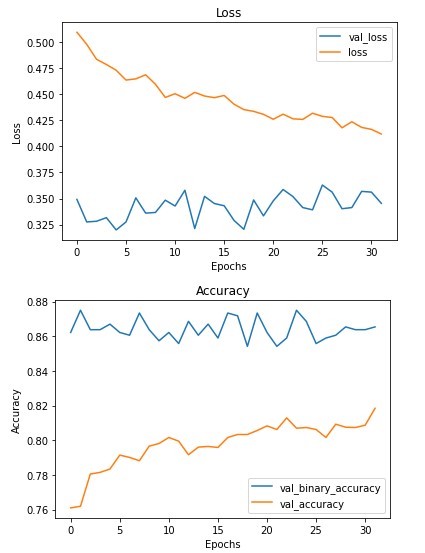 Loss
0.500
0.475
0.450
0.425
0.400
0.375
0.350
0.325
Loss
val_loss
loss
0 5 10 15 20 25 30
Epochs
Accuracy
0.88
0.86
0.84
0.82
0.80
0.78
0.76
Accuracy
val_binary_accuracy
val_accuracy
0 5 10 15 20 25 30
Epochs